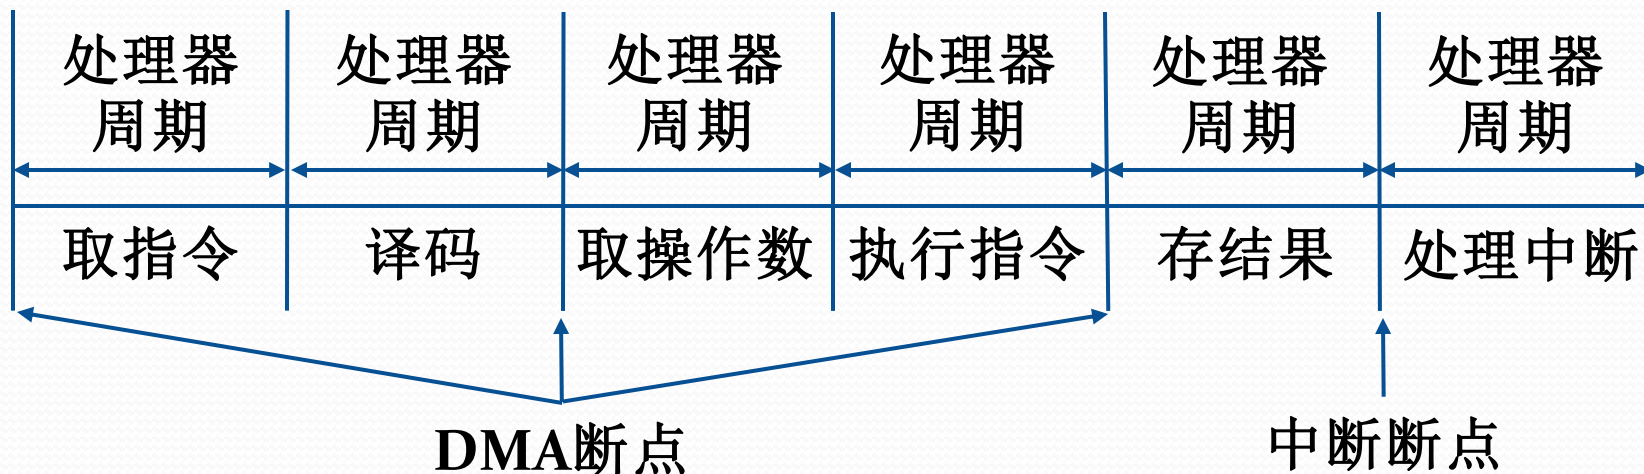 处理器 处理器 处理器 处理器 处理器 处理器
周期 周期 周期 周期 周期 周期
取指令 译码 取操作数 执行指令 存结果 处理中断
DMA断点 中断断点